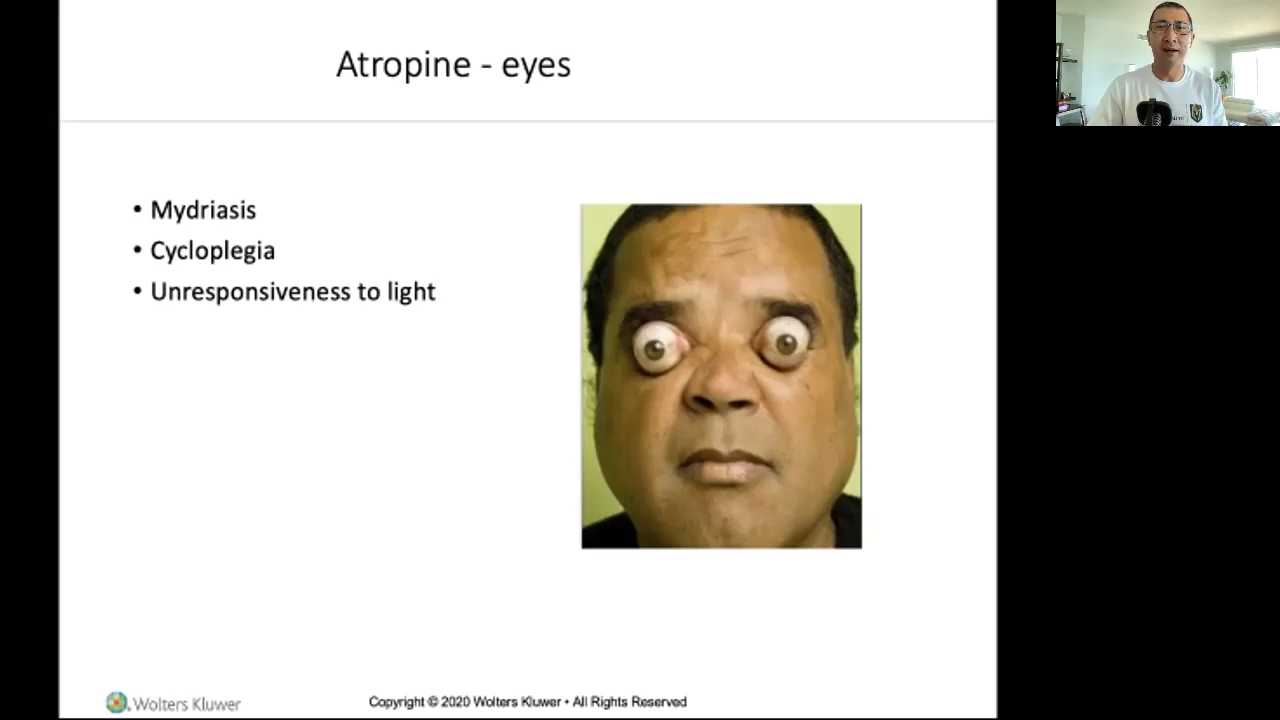 Atropine - eyes
• Mydriasis
• Cycloplegia
• Unresponsiveness to light
Wolters Kluwer
Copyright © 2020 Wolters Kluwer • All Rights Reserved